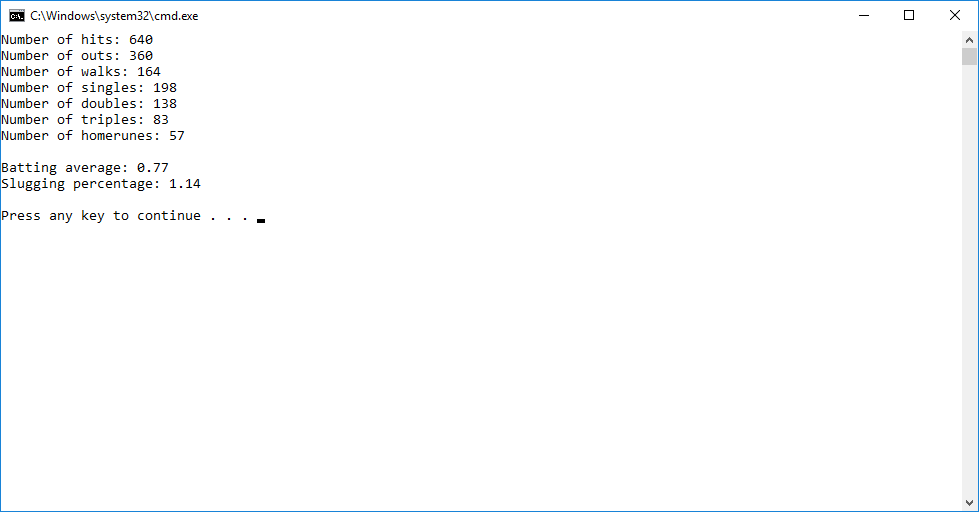 C:\Windows\system32\cmd.exe
Number of hits: 640
Number of outs: 360
Number of walks: 164
Number of singles: 198
Number of doubles: 138
Number of triples: 83
Number of homerunes: 57
Batting average: 0.77
Slugging percentage: 1.14
Press any key to continue . . .